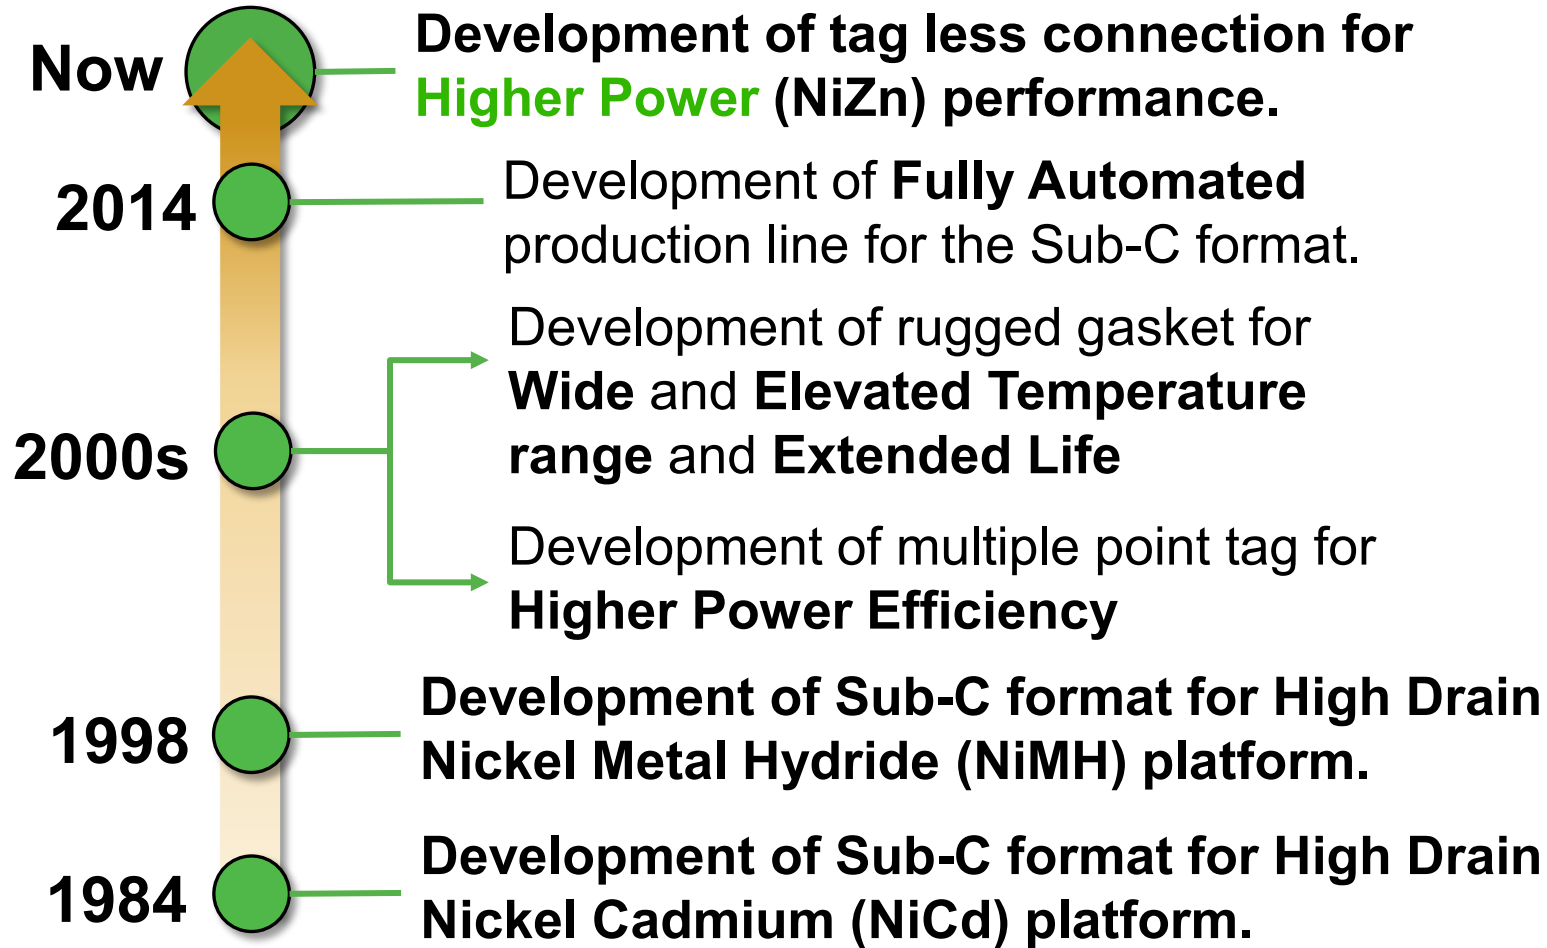 Now
Development of tag less connection for
Higher Power (NiZn) performance.
2014
Development of Fully Automated
production line for the Sub-C format.
2000s
Development of rugged gasket for
Wide and Elevated Temperature
range and Extended Life
Development of multiple point tag for
Higher Power Efficiency
1998
Development of Sub-C format for High Drain
Nickel Metal Hydride (NiMH) platform.
1984
Development of Sub-C format for High Drain
Nickel Cadmium (NiCd) platform.